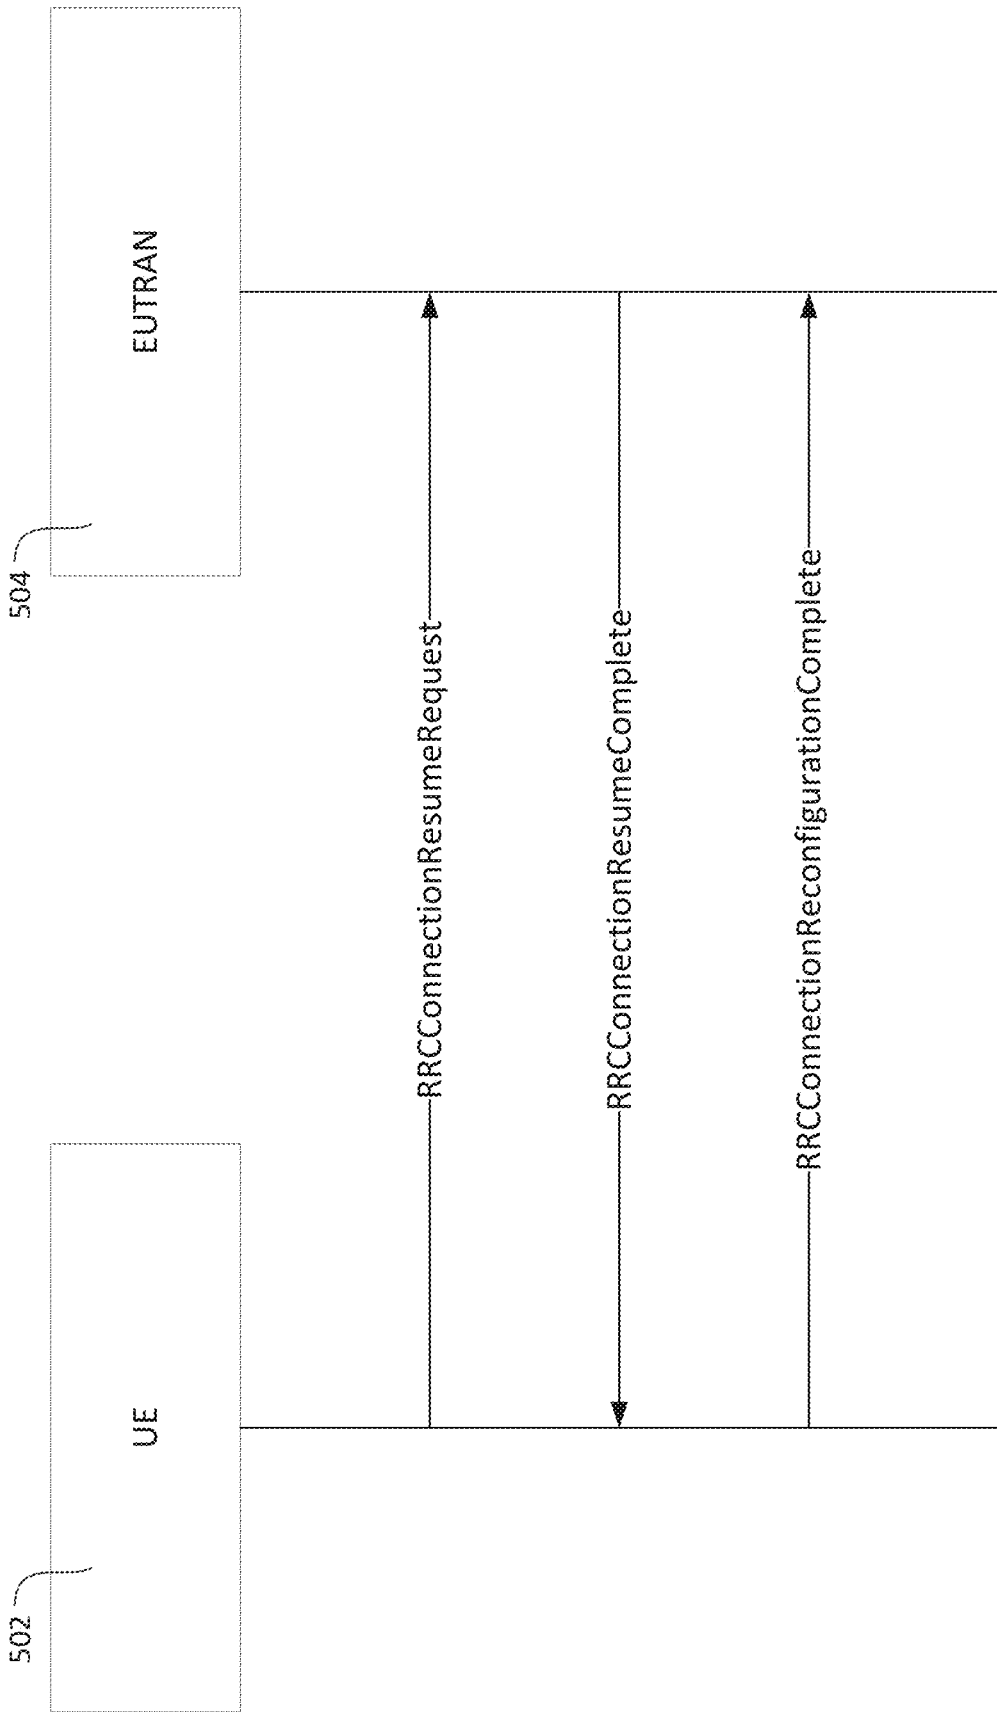 502
UE
504
EUTRAN
RRCConnectionResumeRequest
RRCConnectionResumeComplete
RRCConnectionReconfigurationComplete